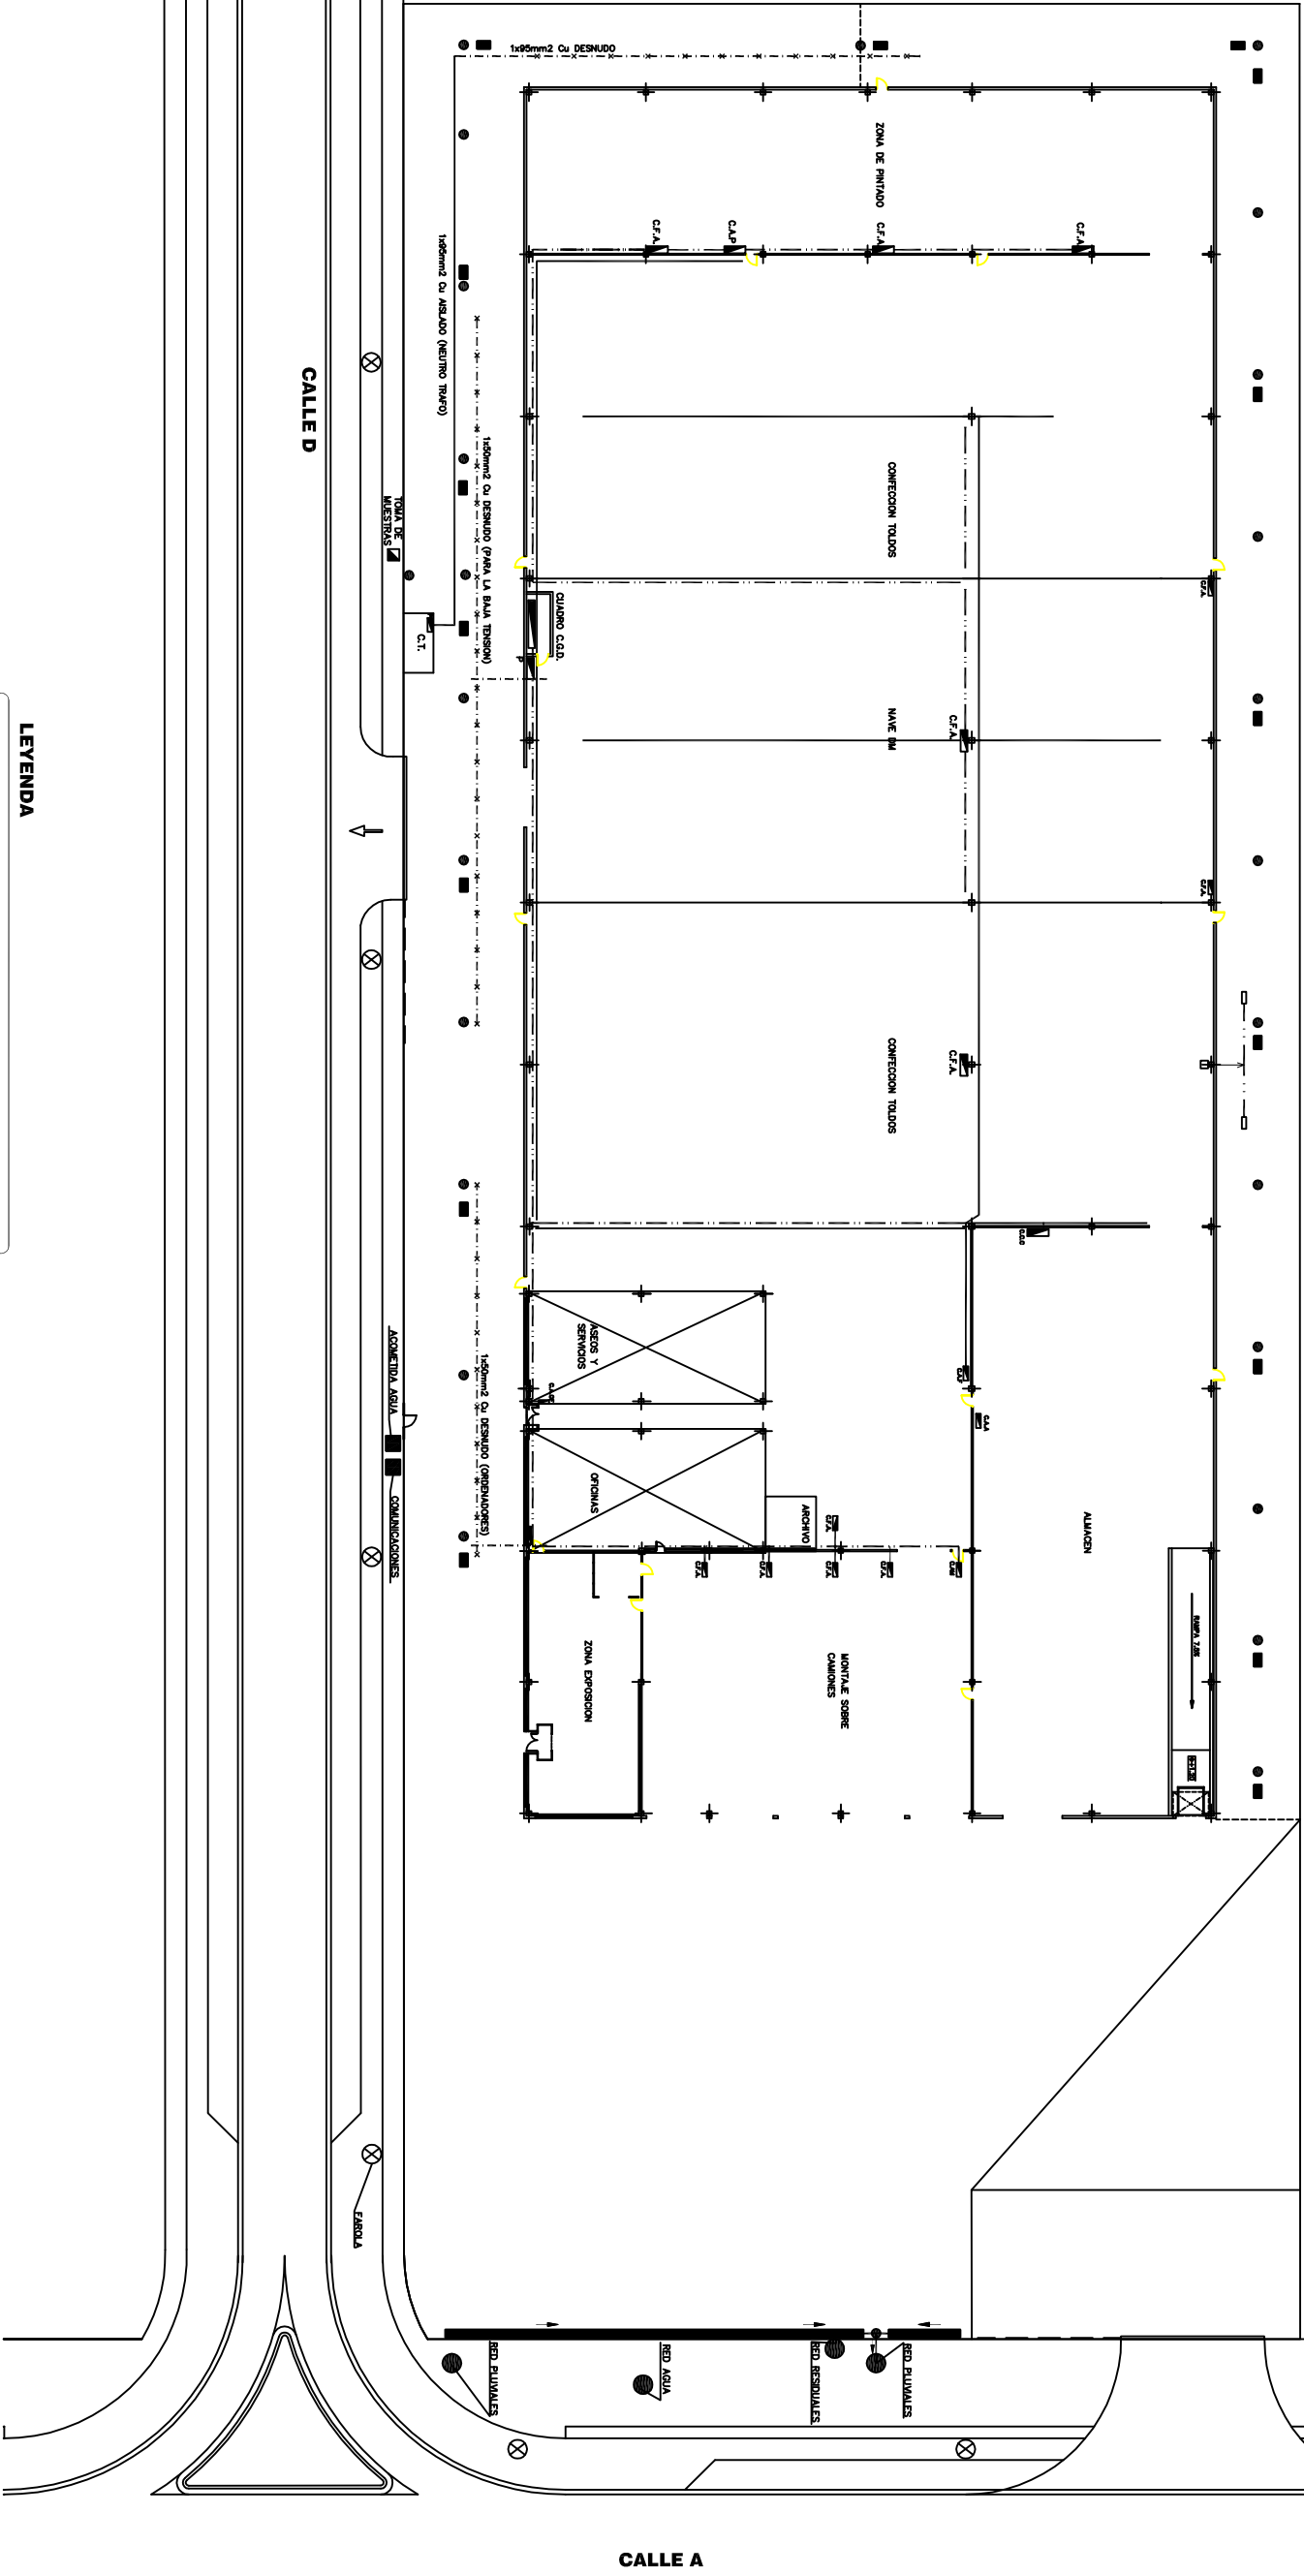 1x95mm2 Cu DESNUDO
ZONA DE PINTADO
C.F.A.
C.A.P
C.F.A.
C.F.A.
1x95mm2 Cu AISLADO (NEUTRO TRAFO)
CALLE D
1x50mm2 Cu DESNUDO (PARA LA BAJA TENSION)
CONFECCION TOLDOS
TOMA DE
MUESTRAS
C.F.A.
CUADRO C.G.D.
C.T.
P
NAVE DM
C.F.A.
LEYENDA
C.F.A.
CONFECCION TOLDOS
C.F.A.
ASEOS Y
SERVICIOS
ACOMETIDA AGUA
1x50mm2 Cu DESNUDO (ORDENADORES)
OFICINAS
COMUNICACIONES
ARCHIVO
C.F.A.
ALMACEN
C.F.A.
C.F.A.
C.F.A.
C.F.A.
ZONA EXPOSICION
MONTAJE SOBRE
CAMIONES
FAROLA
RED PLUVIALES
RED AGUA
RED RESIDUALES
RED PLUVIALES
CALLE A